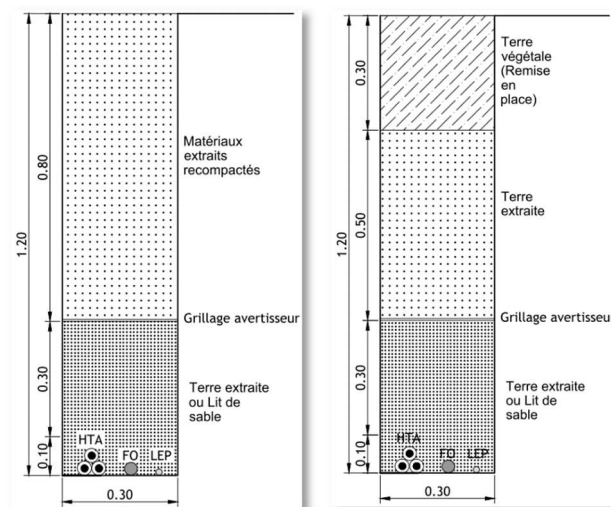 0.80
1.20
Matériaux
extraits
recompactés
Grillage avertisseur
0.30
Terre extraite
ou Lit de
sable
0.10
HTA
FO
LEP
0.30
0.30
Terre
végétale
(Remise
en
place)
0.50
1.20
Terre
extraite
Grillage avertisseur
0.30
Terre extraite
ou Lit de
sable
0.10
HTA
FO
LEP
0.30